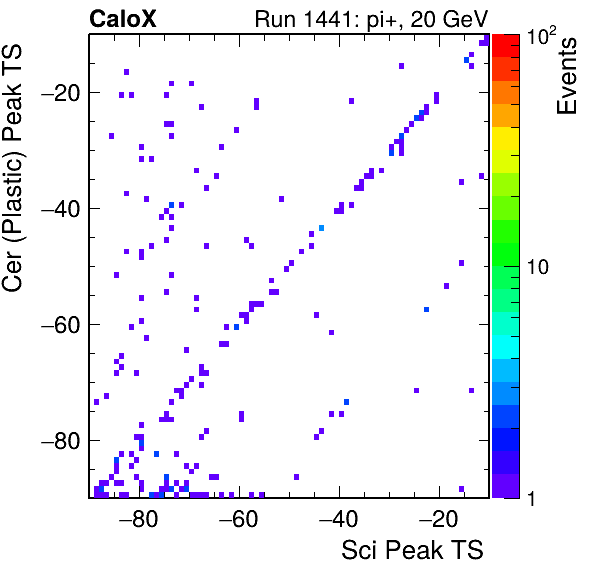 CaloX Run 1441: pi+, 20 GeV
Cer (Plastic) Peak TS
−20
−40
−60
−80
−80 −60 −40 −20
Sci Peak TS
10²
10
1
Events